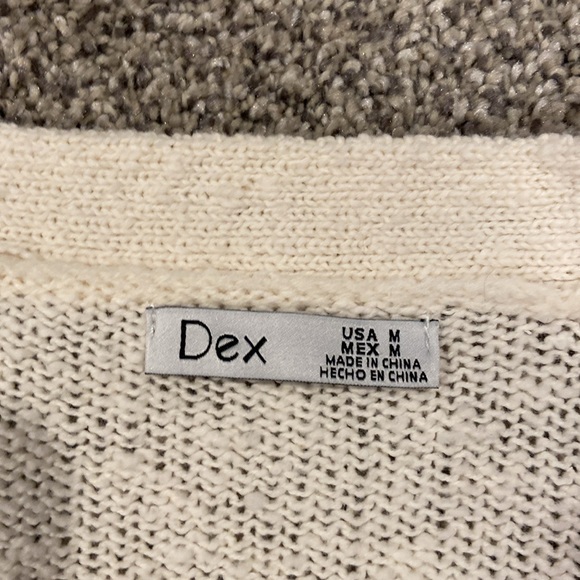 Dex
USA M
MEX M
MADE IN CHINA
HECHO EN CHINA